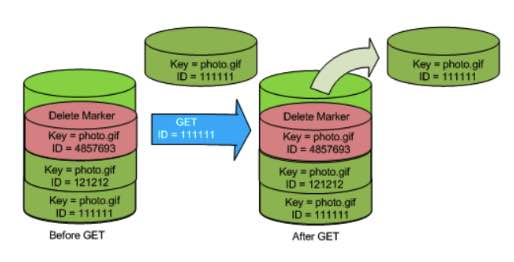 Key = photo.gif
ID = 111111
Key = photo.gif
ID = 111111
Delete Marker
Key = photo.gif
ID = 4857693
Key = photo.gif
ID = 121212
Key = photo.gif
ID = 111111
Before GET
GET
ID = 111111
Delete Marker
Key = photo.gif
ID = 4857693
Key = photo.gif
ID = 121212
Key = photo.gif
ID = 111111
After GET